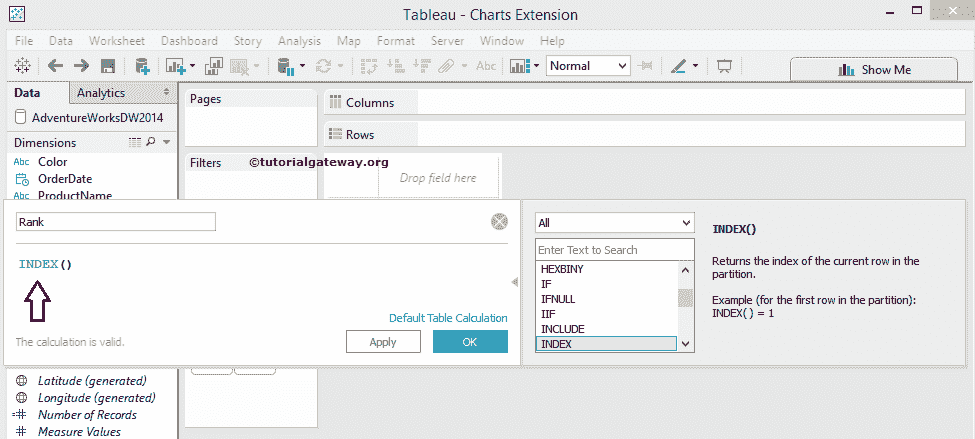 Tableau - Charts Extension
File Data Worksheet Dashboard Story Analysis Map Format Server Window Help
Abc Normal Show Me
Data Analytics
AdventureWorksDW2014
Dimensions
Abc Color
OrderDate
Abc ProductName
Pages
Columns
Rows
Filters
©tutorialgateway.org
Drop field here
Rank
INDEX()
Default Table Calculation
The calculation is valid.
Apply OK
All
Enter Text to Search
HEXBINY
IF
IFNULL
IIF
INCLUDE
INDEX
INDEX()
Returns the index of the current row in the
partition.
Example (for the first row in the partition):
INDEX() = 1
Latitude (generated)
Longitude (generated)
Number of Records
Measure Values